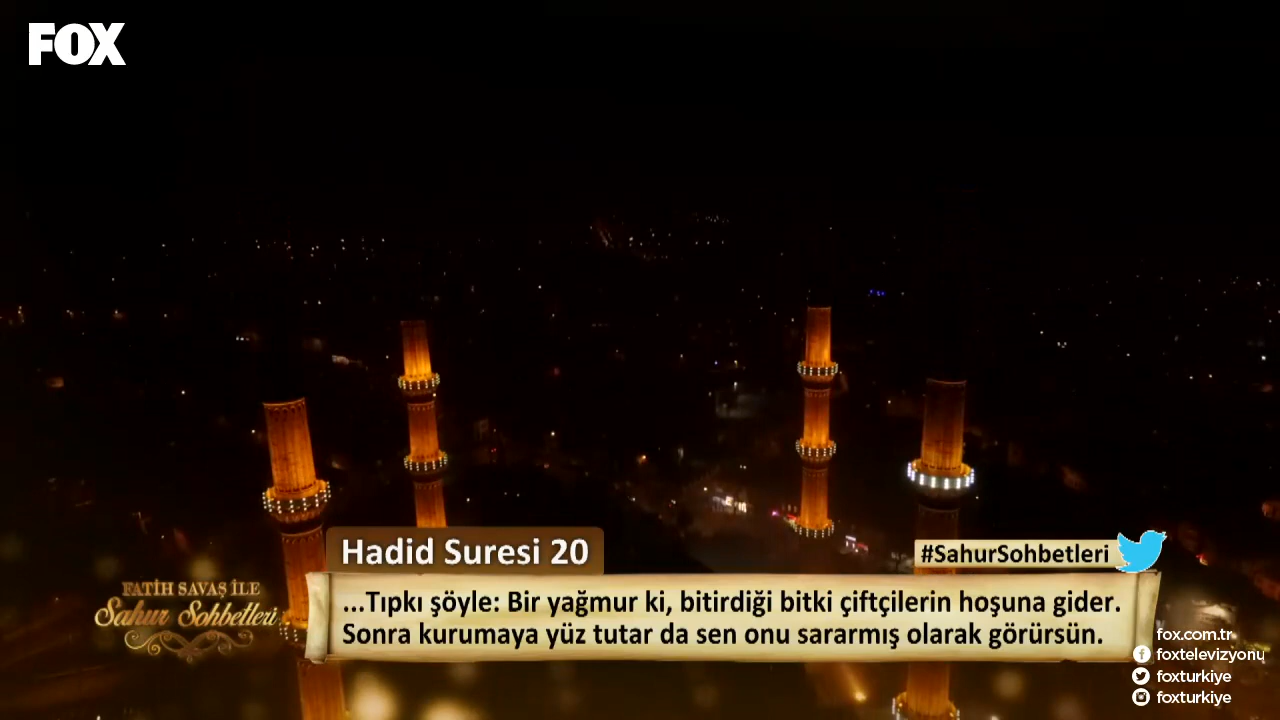 FOX
Hadid Suresi 20
#SahurSohbetleri
...Tıpkı şöyle: Bir yağmur ki, bitirdiği bitki çiftçilerin hoşuna gider.
Sonra kurumaya yüz tutar da sen onu sararmış olarak görürsün.
FATİH SAVAŞ İLE
Sahur Sohbetleri
fox.com.tr
foxtelevizyonu
foxturkiye
foxturkiye